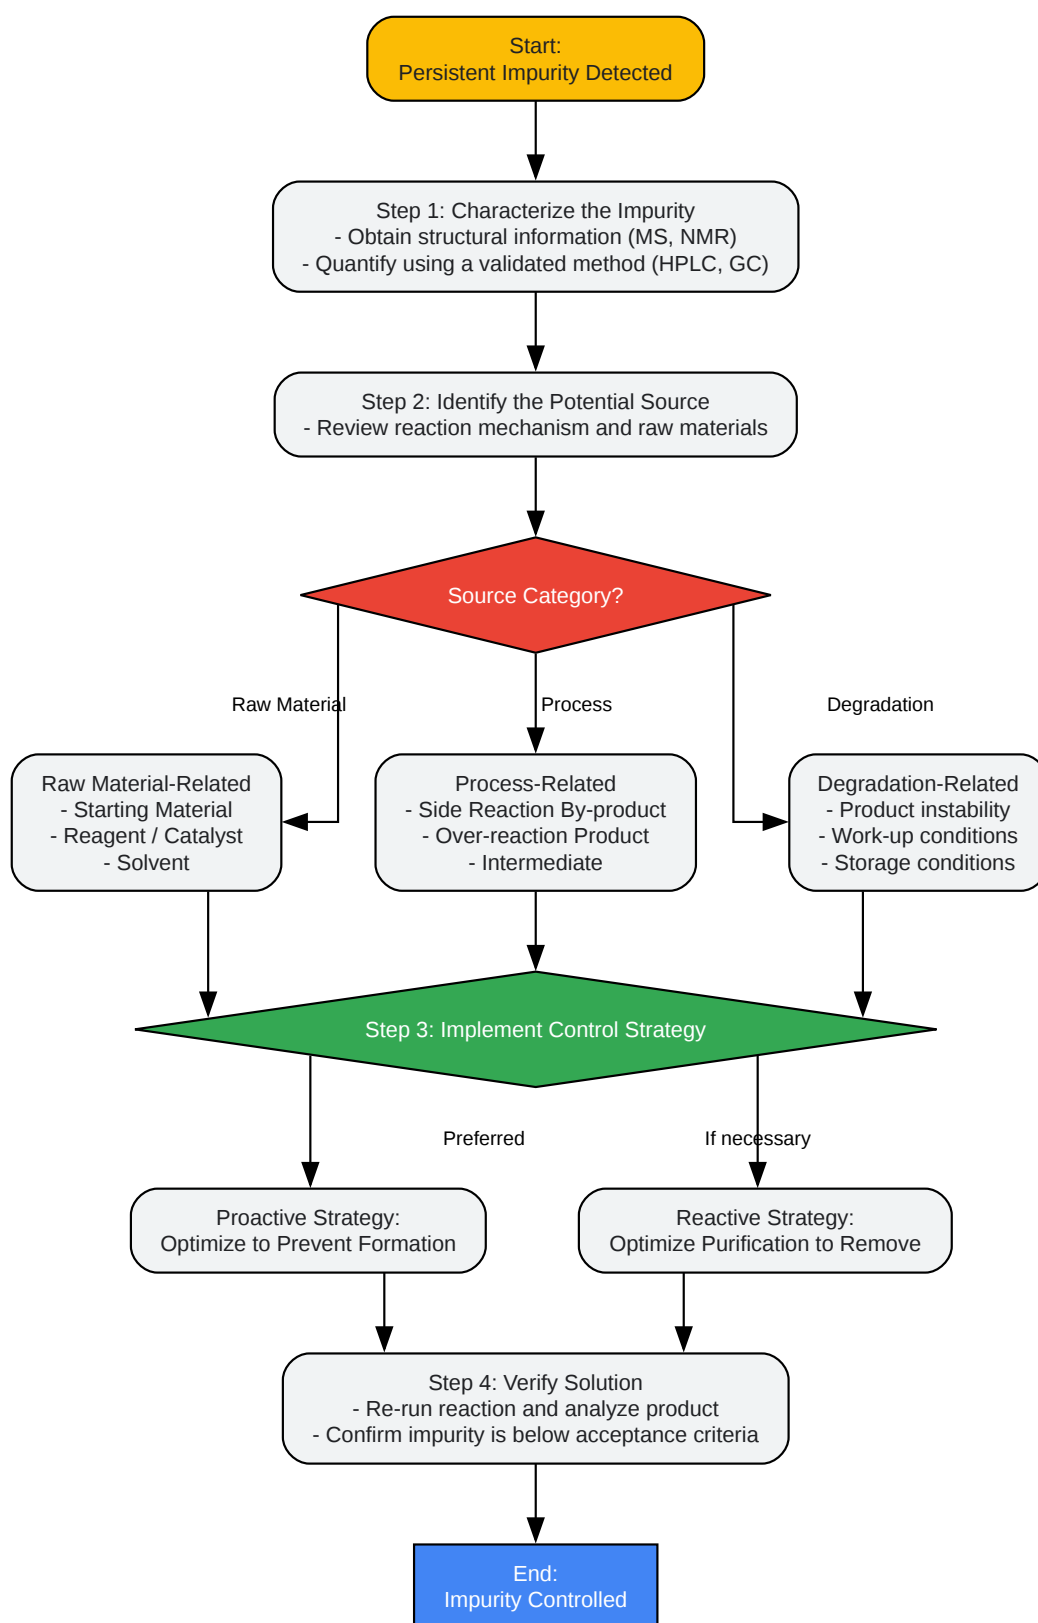 Start:
Persistent Impurity Detected
Step 1: Characterize the Impurity
- Obtain structural information (MS, NMR)
- Quantify using a validated method (HPLC, GC)
Step 2: Identify the Potential Source
- Review reaction mechanism and raw materials
Source Category?
Raw Material
Process
Degradation
Raw Material-Related
- Starting Material
- Reagent / Catalyst
- Solvent
Process-Related
- Side Reaction By-product
- Over-reaction Product
- Intermediate
Degradation-Related
- Product instability
- Work-up conditions
- Storage conditions
Step 3: Implement Control Strategy
Preferred
If necessary
Proactive Strategy:
Optimize to Prevent Formation
Reactive Strategy:
Optimize Purification to Remove
Step 4: Verify Solution
- Re-run reaction and analyze product
- Confirm impurity is below acceptance criteria
End:
Impurity Controlled